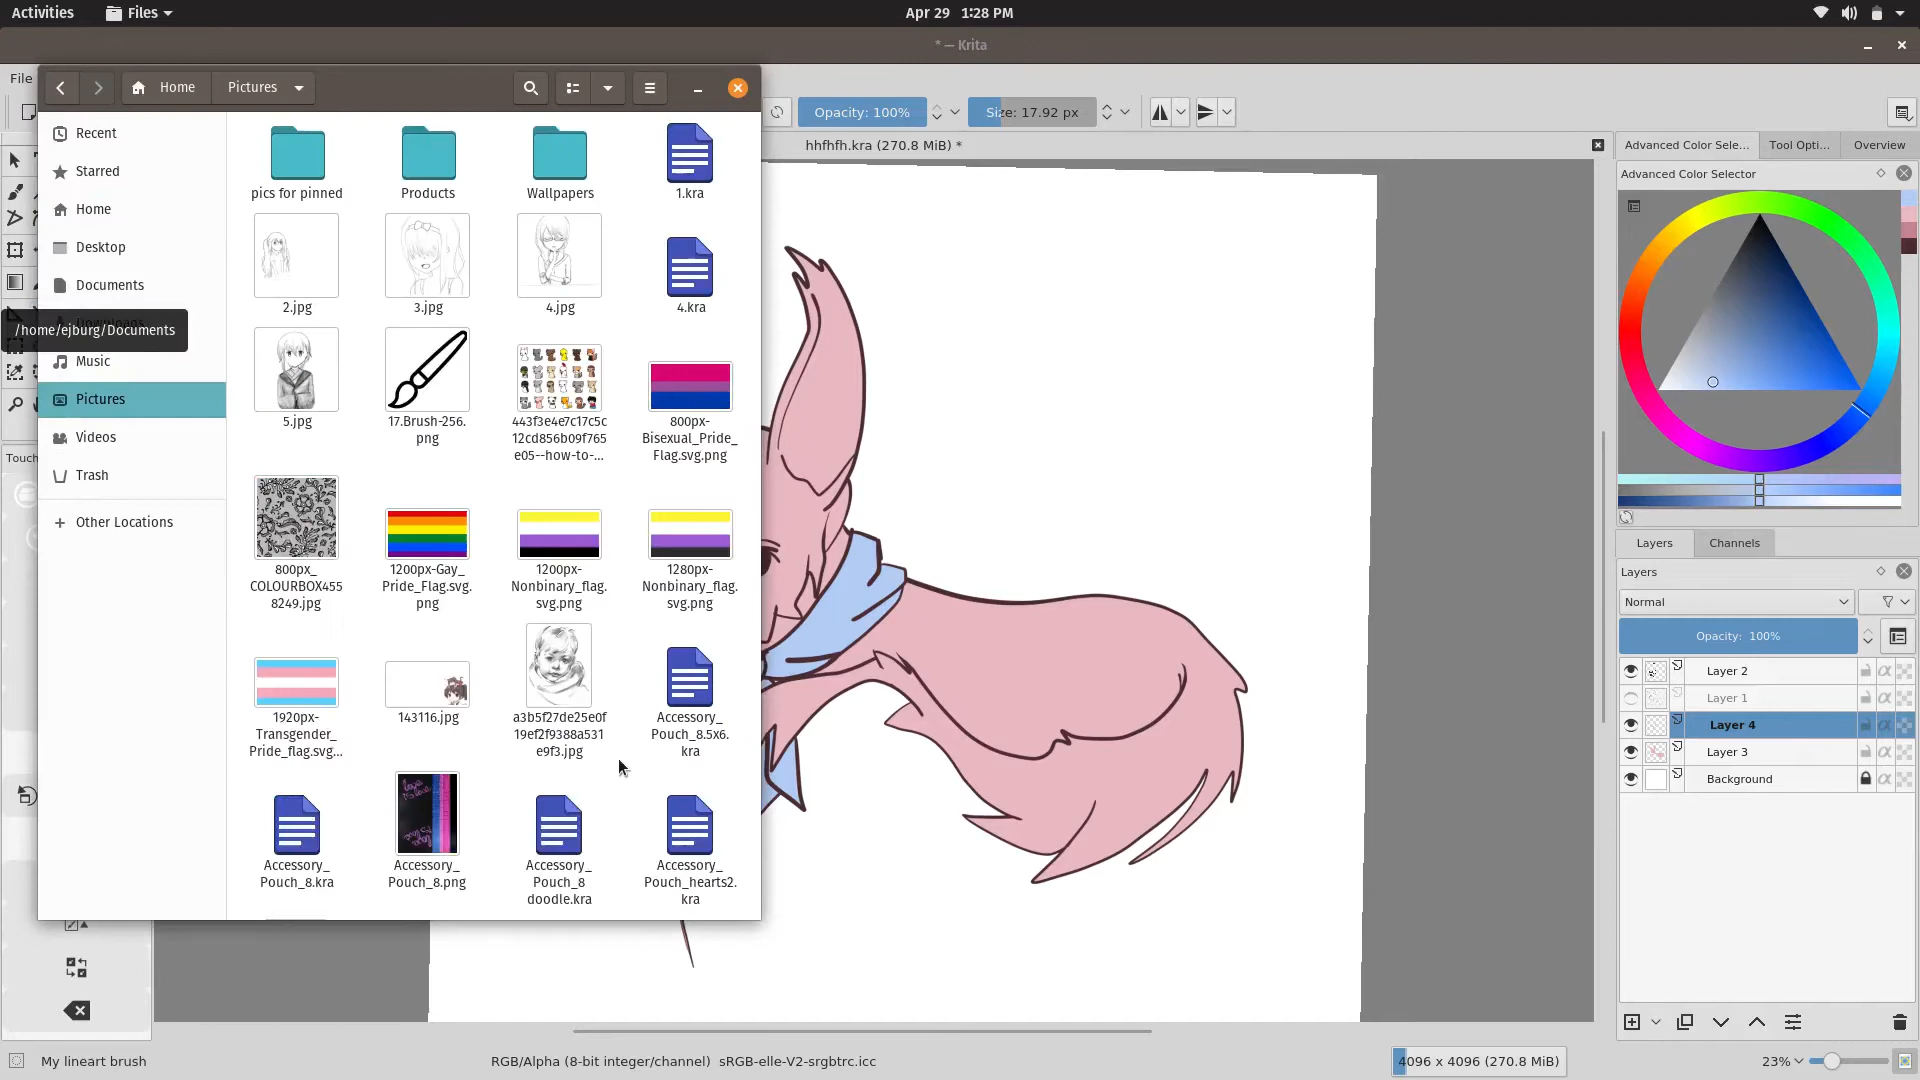 Activities
Files
Apr 29 1:28 PM
* — Krita
File
Home
Pictures
Opacity: 100%
Size: 17.92 px
hhfhfh.kra (270.8 MiB) *
Recent
Starred
Home
Desktop
Documents
/home/ejburg/Documents
Music
Pictures
Videos
Trash
Other Locations
Touch
pics for pinned
Products
Wallpapers
1.kra
2.jpg
3.jpg
4.jpg
4.kra
5.jpg
17.Brush-256.
png
443f3e4e7c17c5c
12cd856b09f765
e05--how-to-...
800px-
Bisexual_Pride_
Flag.svg.png
800px_
COLOURBOX455
8249.jpg
1200px-Gay_
Pride_Flag.svg.
png
1200px-
Nonbinary_flag.
svg.png
1280px-
Nonbinary_flag.
svg.png
1920px-
Transgender_
Pride_flag.svg...
143116.jpg
a3b5f27de25e0f
19ef2f9388a531
e9f3.jpg
Accessory_
Pouch_8.5x6.
kra
Accessory_
Pouch_8.kra
Accessory_
Pouch_8.png
Accessory_
Pouch_8
doodle.kra
Accessory_
Pouch_hearts2.
kra
Advanced Color Sele...
Tool Opti...
Overview
Advanced Color Selector
Layers
Channels
Layers
Normal
Opacity: 100%
Layer 2
Layer 1
Layer 4
Layer 3
Background
My lineart brush
RGB/Alpha (8-bit integer/channel) sRGB-elle-V2-srgbtrc.icc
4096 x 4096 (270.8 MiB)
23%